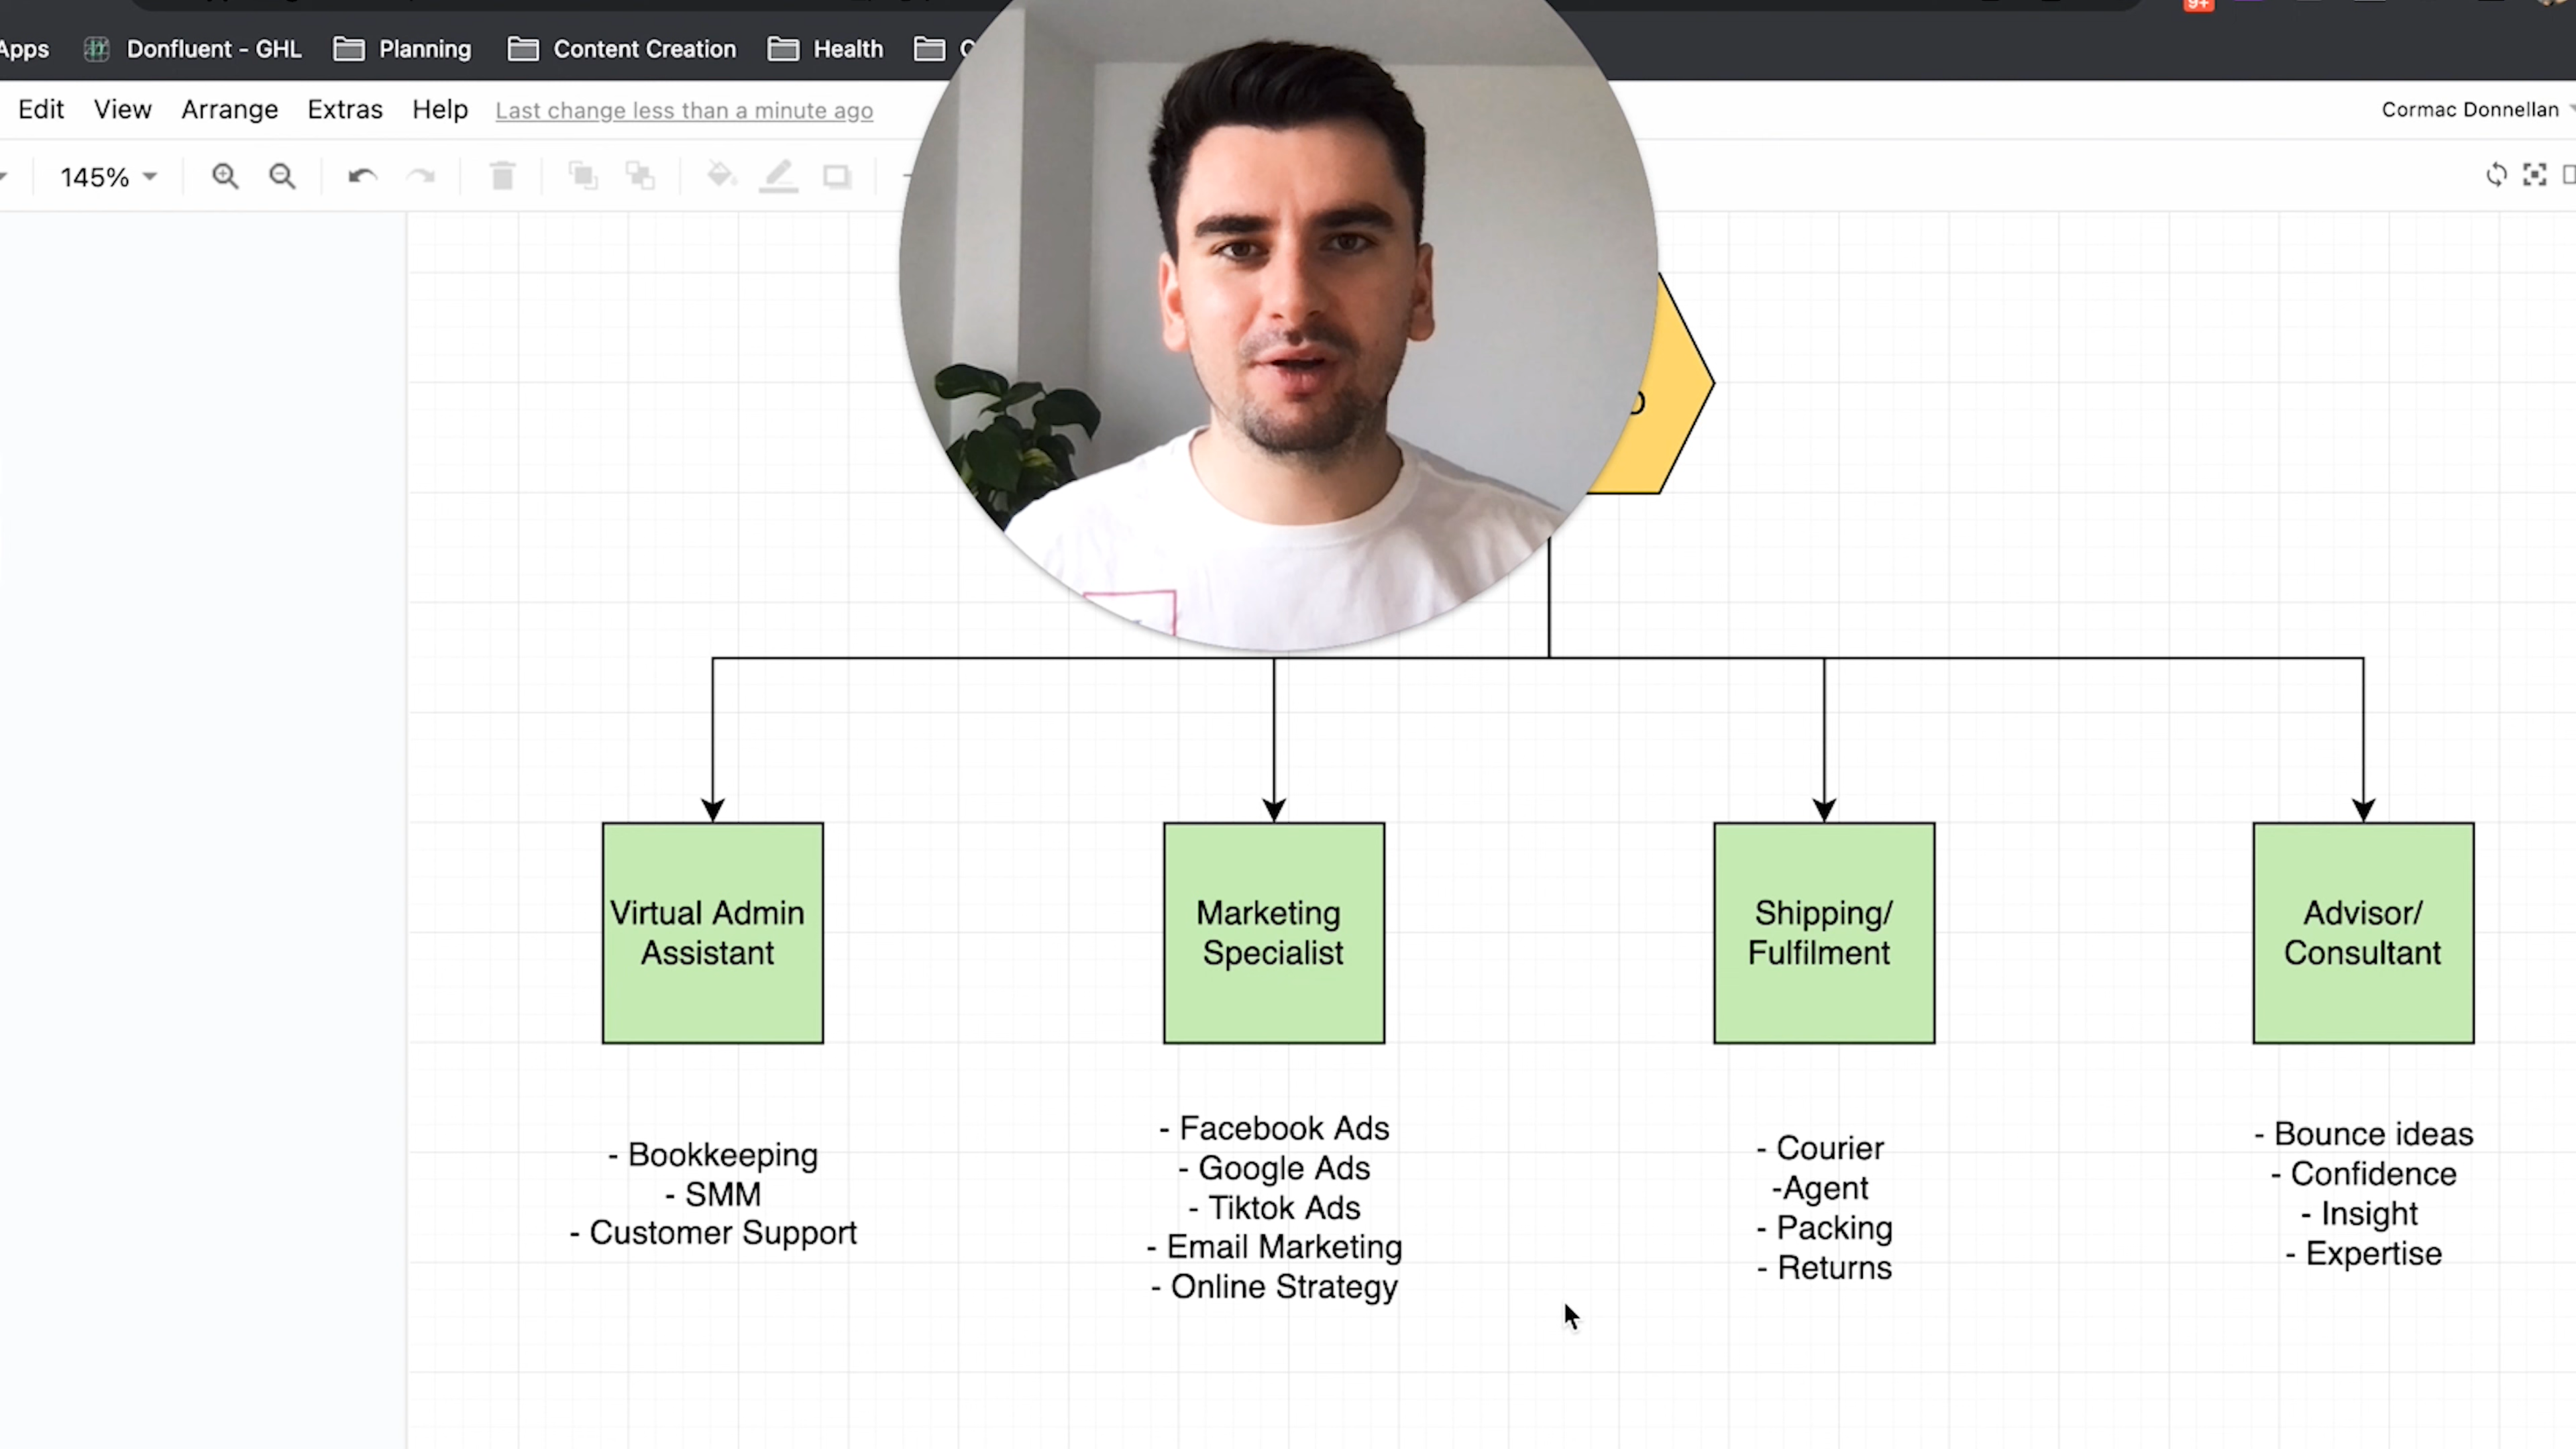 Apps Donfluent - GHL Planning Content Creation Health
9+
Edit View Arrange Extras Help Last change less than a minute ago Cormac Donnellan
145%
Virtual Admin
Assistant
Marketing
Specialist
Shipping/
Fulfilment
Advisor/
Consultant
- Bookkeeping
- SMM
- Customer Support
- Facebook Ads
- Google Ads
- Tiktok Ads
- Email Marketing
- Online Strategy
- Courier
-Agent
- Packing
- Returns
- Bounce ideas
- Confidence
- Insight
- Expertise